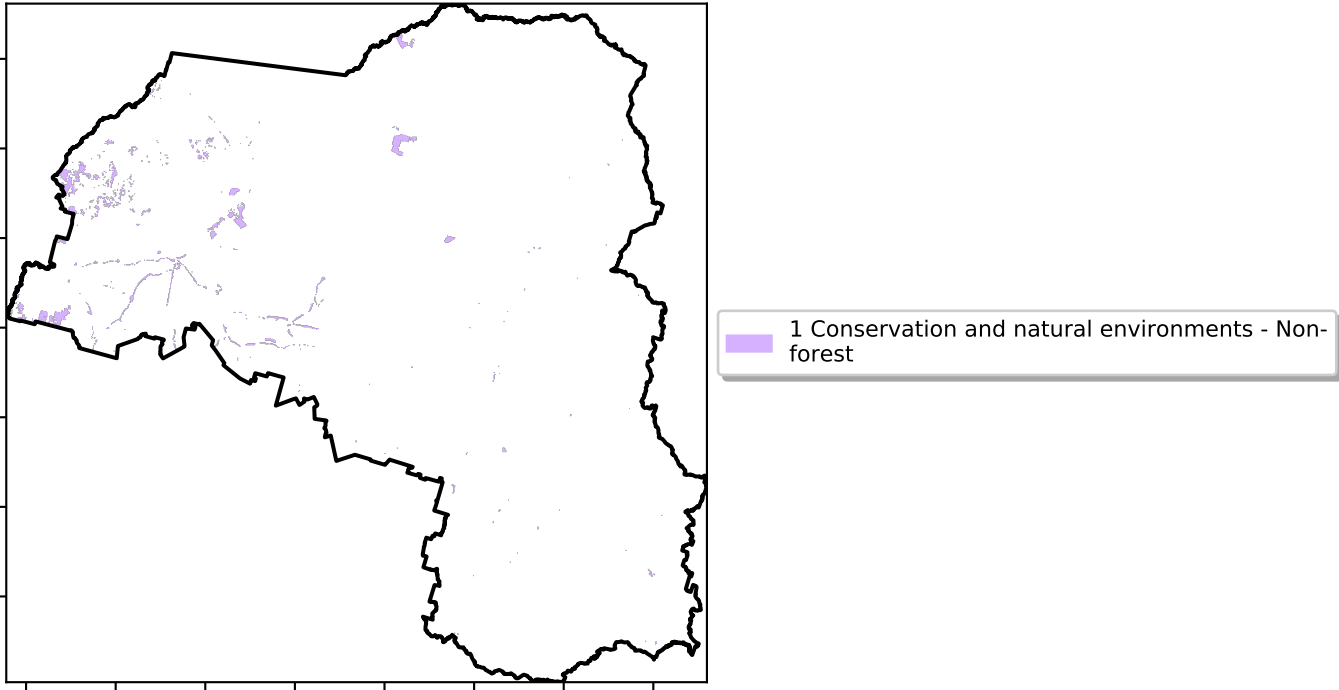 1 Conservation and natural environments - Non-
forest